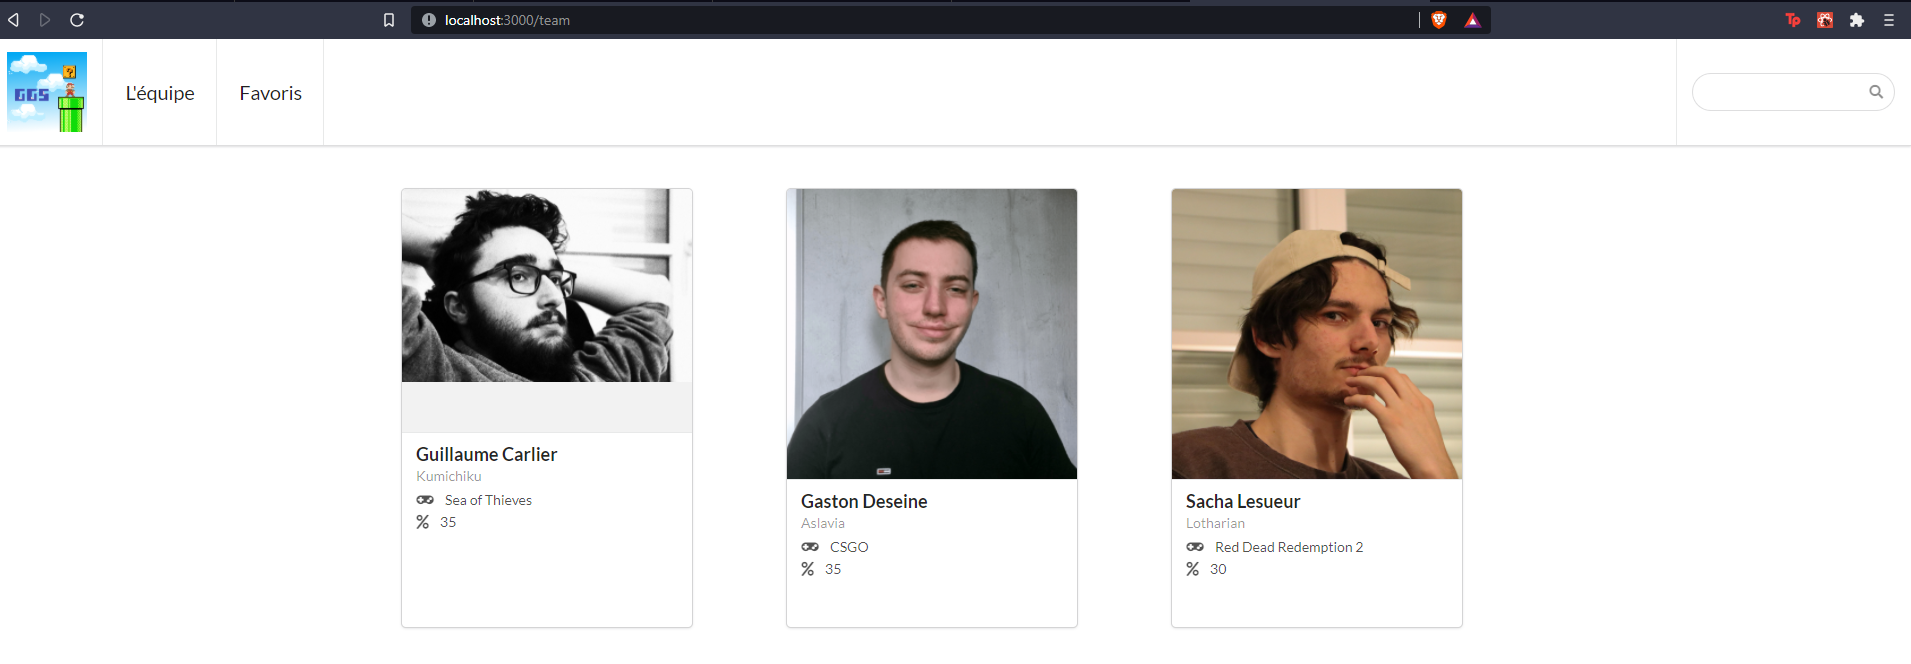 localhost:3000/team
Tp
GGS
?
L'équipe
Favoris
Guillaume Carlier
Kumichiku
Sea of Thieves
% 35
Gaston Deseine
Aslavia
CSGO
% 35
Sacha Lesueur
Lotharian
Red Dead Redemption 2
% 30